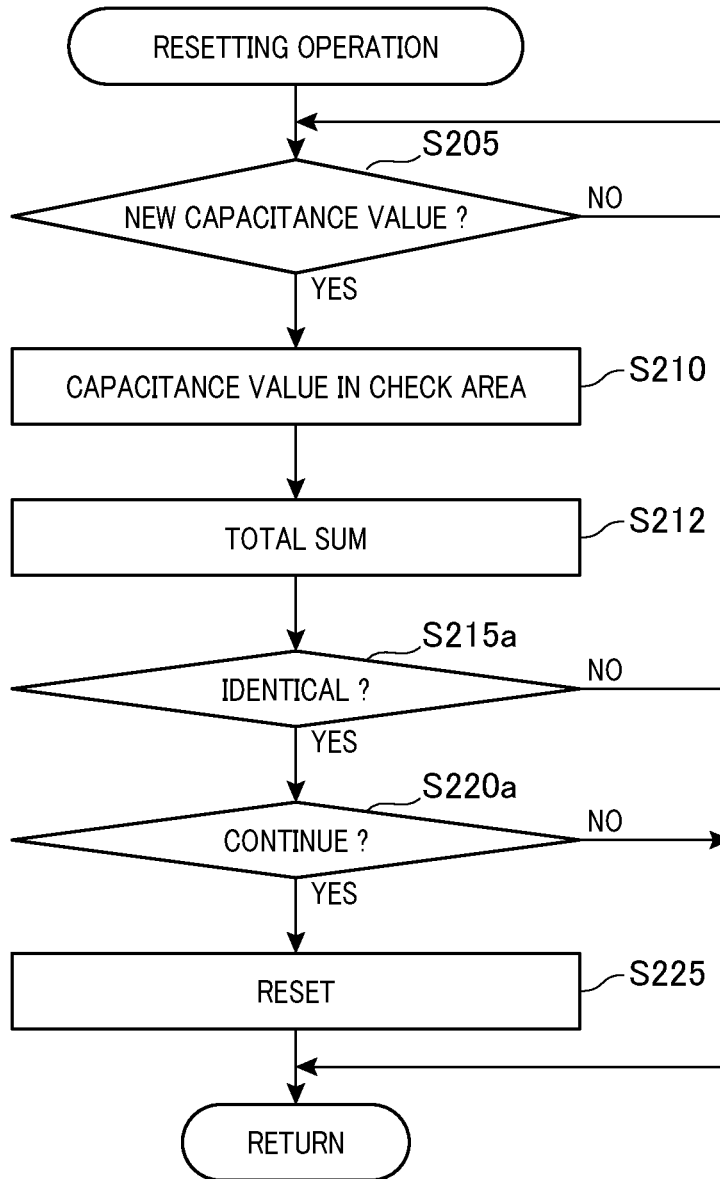 RESETTING OPERATION
S205
NEW CAPACITANCE VALUE ?
NO
YES
CAPACITANCE VALUE IN CHECK AREA
S210
TOTAL SUM
S212
S215a
IDENTICAL ?
NO
YES
S220a
CONTINUE ?
NO
YES
RESET
S225
RETURN